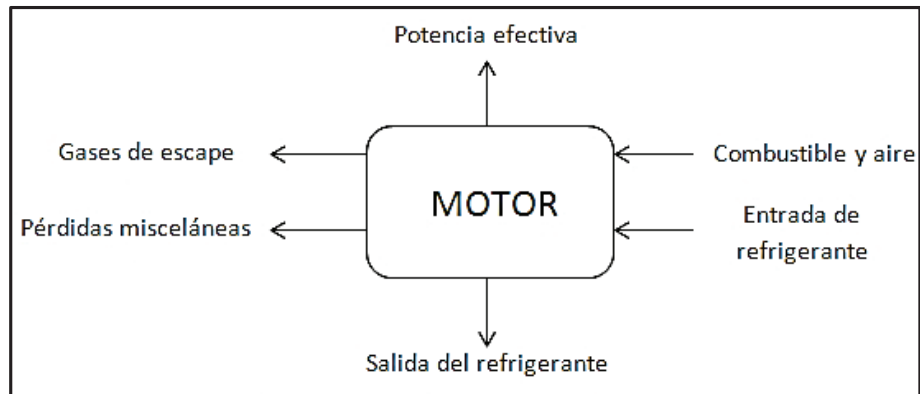 Potencia efectiva
Gases de escape
Combustible y aire
MOTOR
Pérdidas misceláneas
Entrada de
refrigerante
Salida del refrigerante